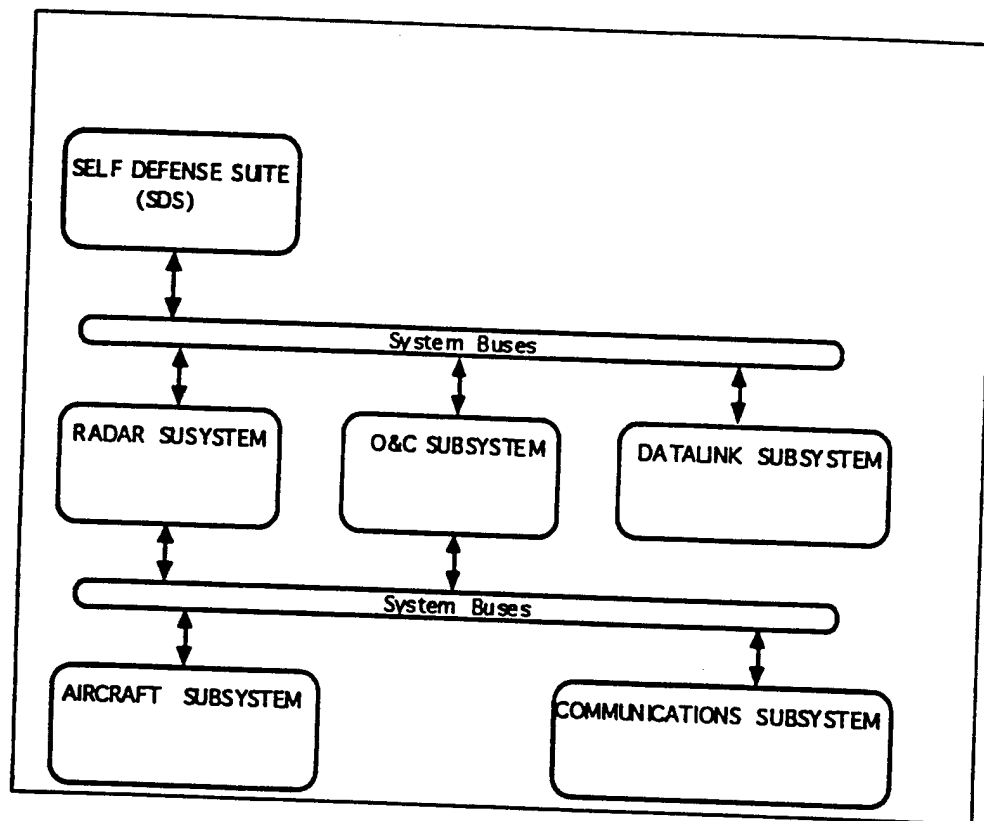 SELF DEFENSE SUITE
(SDS)
System Buses
RADAR SUSYSTEM
O&C SUBSYSTEM
DATALINK SUBSYSTEM
System Buses
AIRCRAFT SUBSYSTEM
COMMUNICATIONS SUBSYSTEM